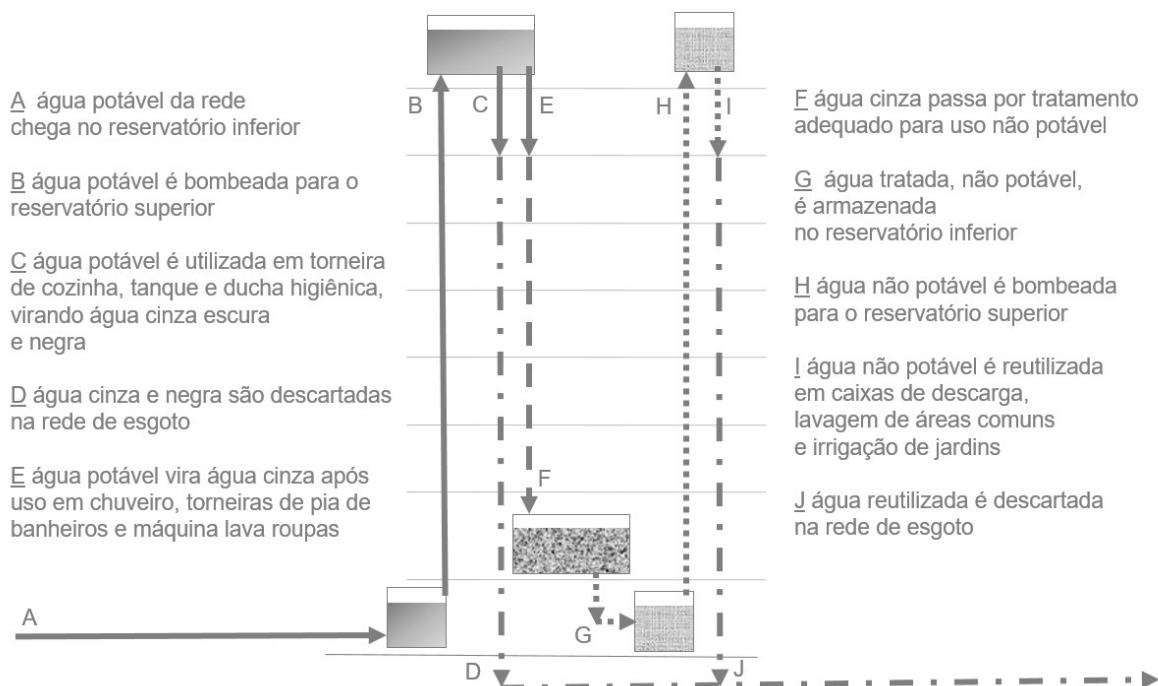 A água potável da rede
chega no reservatório inferior
B água potável é bombeada para o
reservatório superior
C água potável é utilizada em torneira
de cozinha, tanque e ducha higiênica,
virando água cinza escura
e negra
D água cinza e negra são descartadas
na rede de esgoto
E água potável vira água cinza após
uso em chuveiro, torneiras de pia de
banheiros e máquina lava roupas
A
B
C
E
F
G
D
H
I
J
F água cinza passa por tratamento
adequado para uso não potável
G água tratada, não potável,
é armazenada
no reservatório inferior
H água não potável é bombeada
para o reservatório superior
I água não potável é reutilizada
em caixas de descarga,
lavagem de áreas comuns
e irrigação de jardins
J água reutilizada é descartada
na rede de esgoto